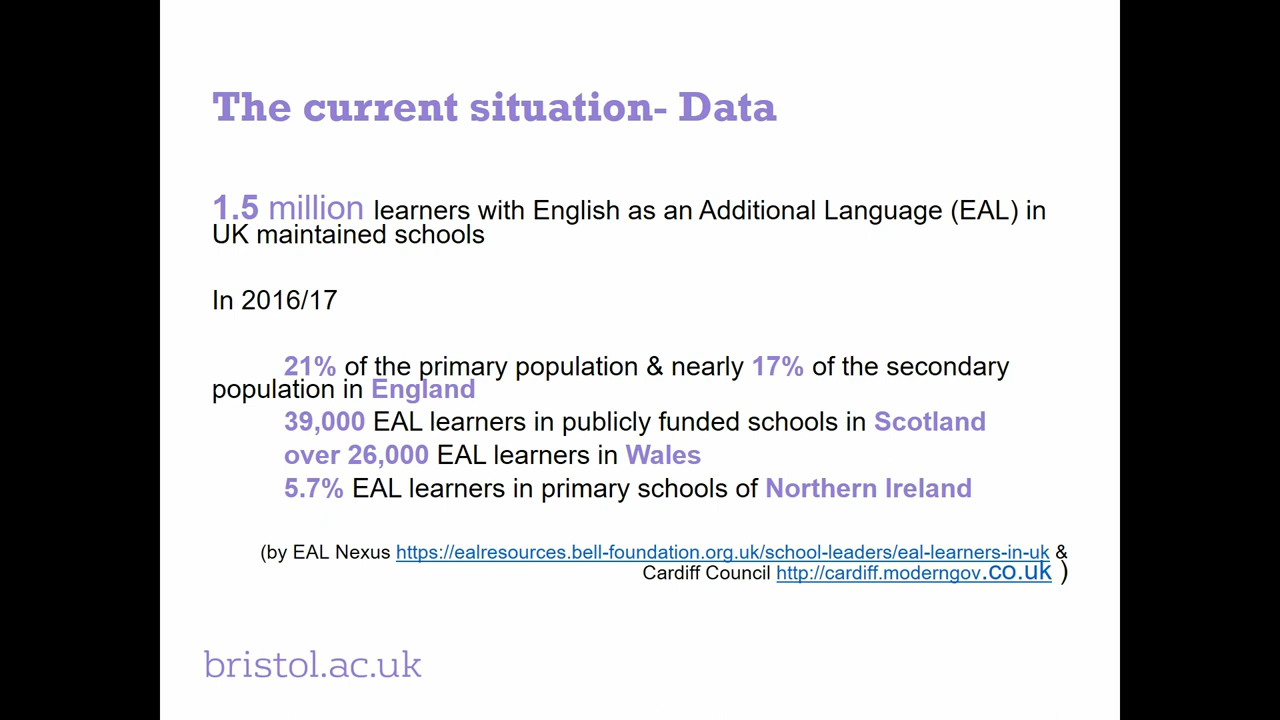 The current situation- Data
1.5 million learners with English as an Additional Language (EAL) in
UK maintained schools
In 2016/17
21% of the primary population & nearly 17% of the secondary
population in England
39,000 EAL learners in publicly funded schools in Scotland
over 26,000 EAL learners in Wales
5.7% EAL learners in primary schools of Northern Ireland
(by EAL Nexus https://ealresources.bell-foundation.org.uk/school-leaders/eal-learners-in-uk &
Cardiff Council http://cardiff.moderngov.co.uk )
bristol.ac.uk